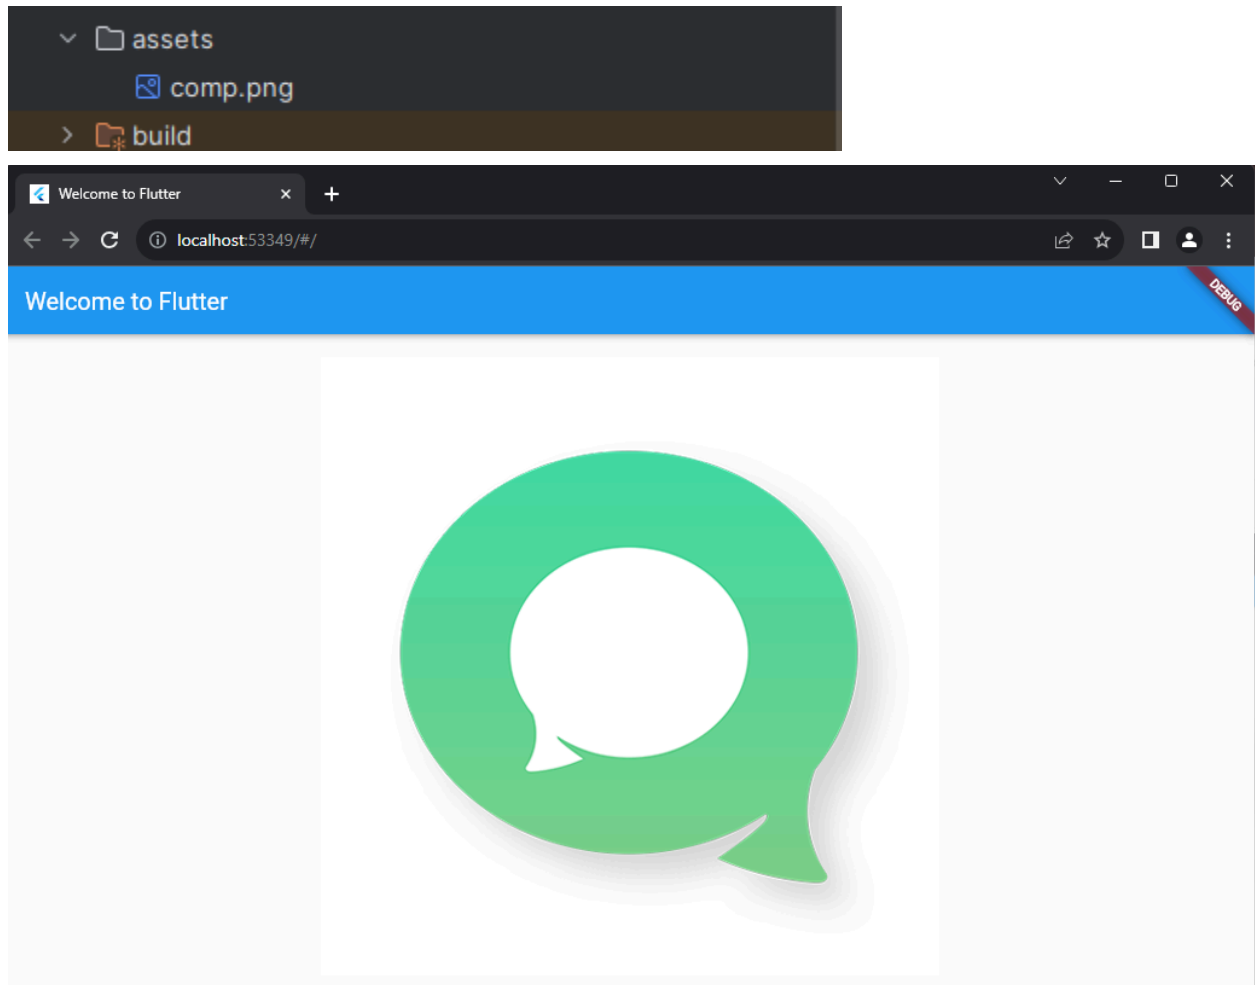 assets
comp.png
build
Welcome to Flutter
localhost:53349/#/
Welcome to Flutter
DEBUG